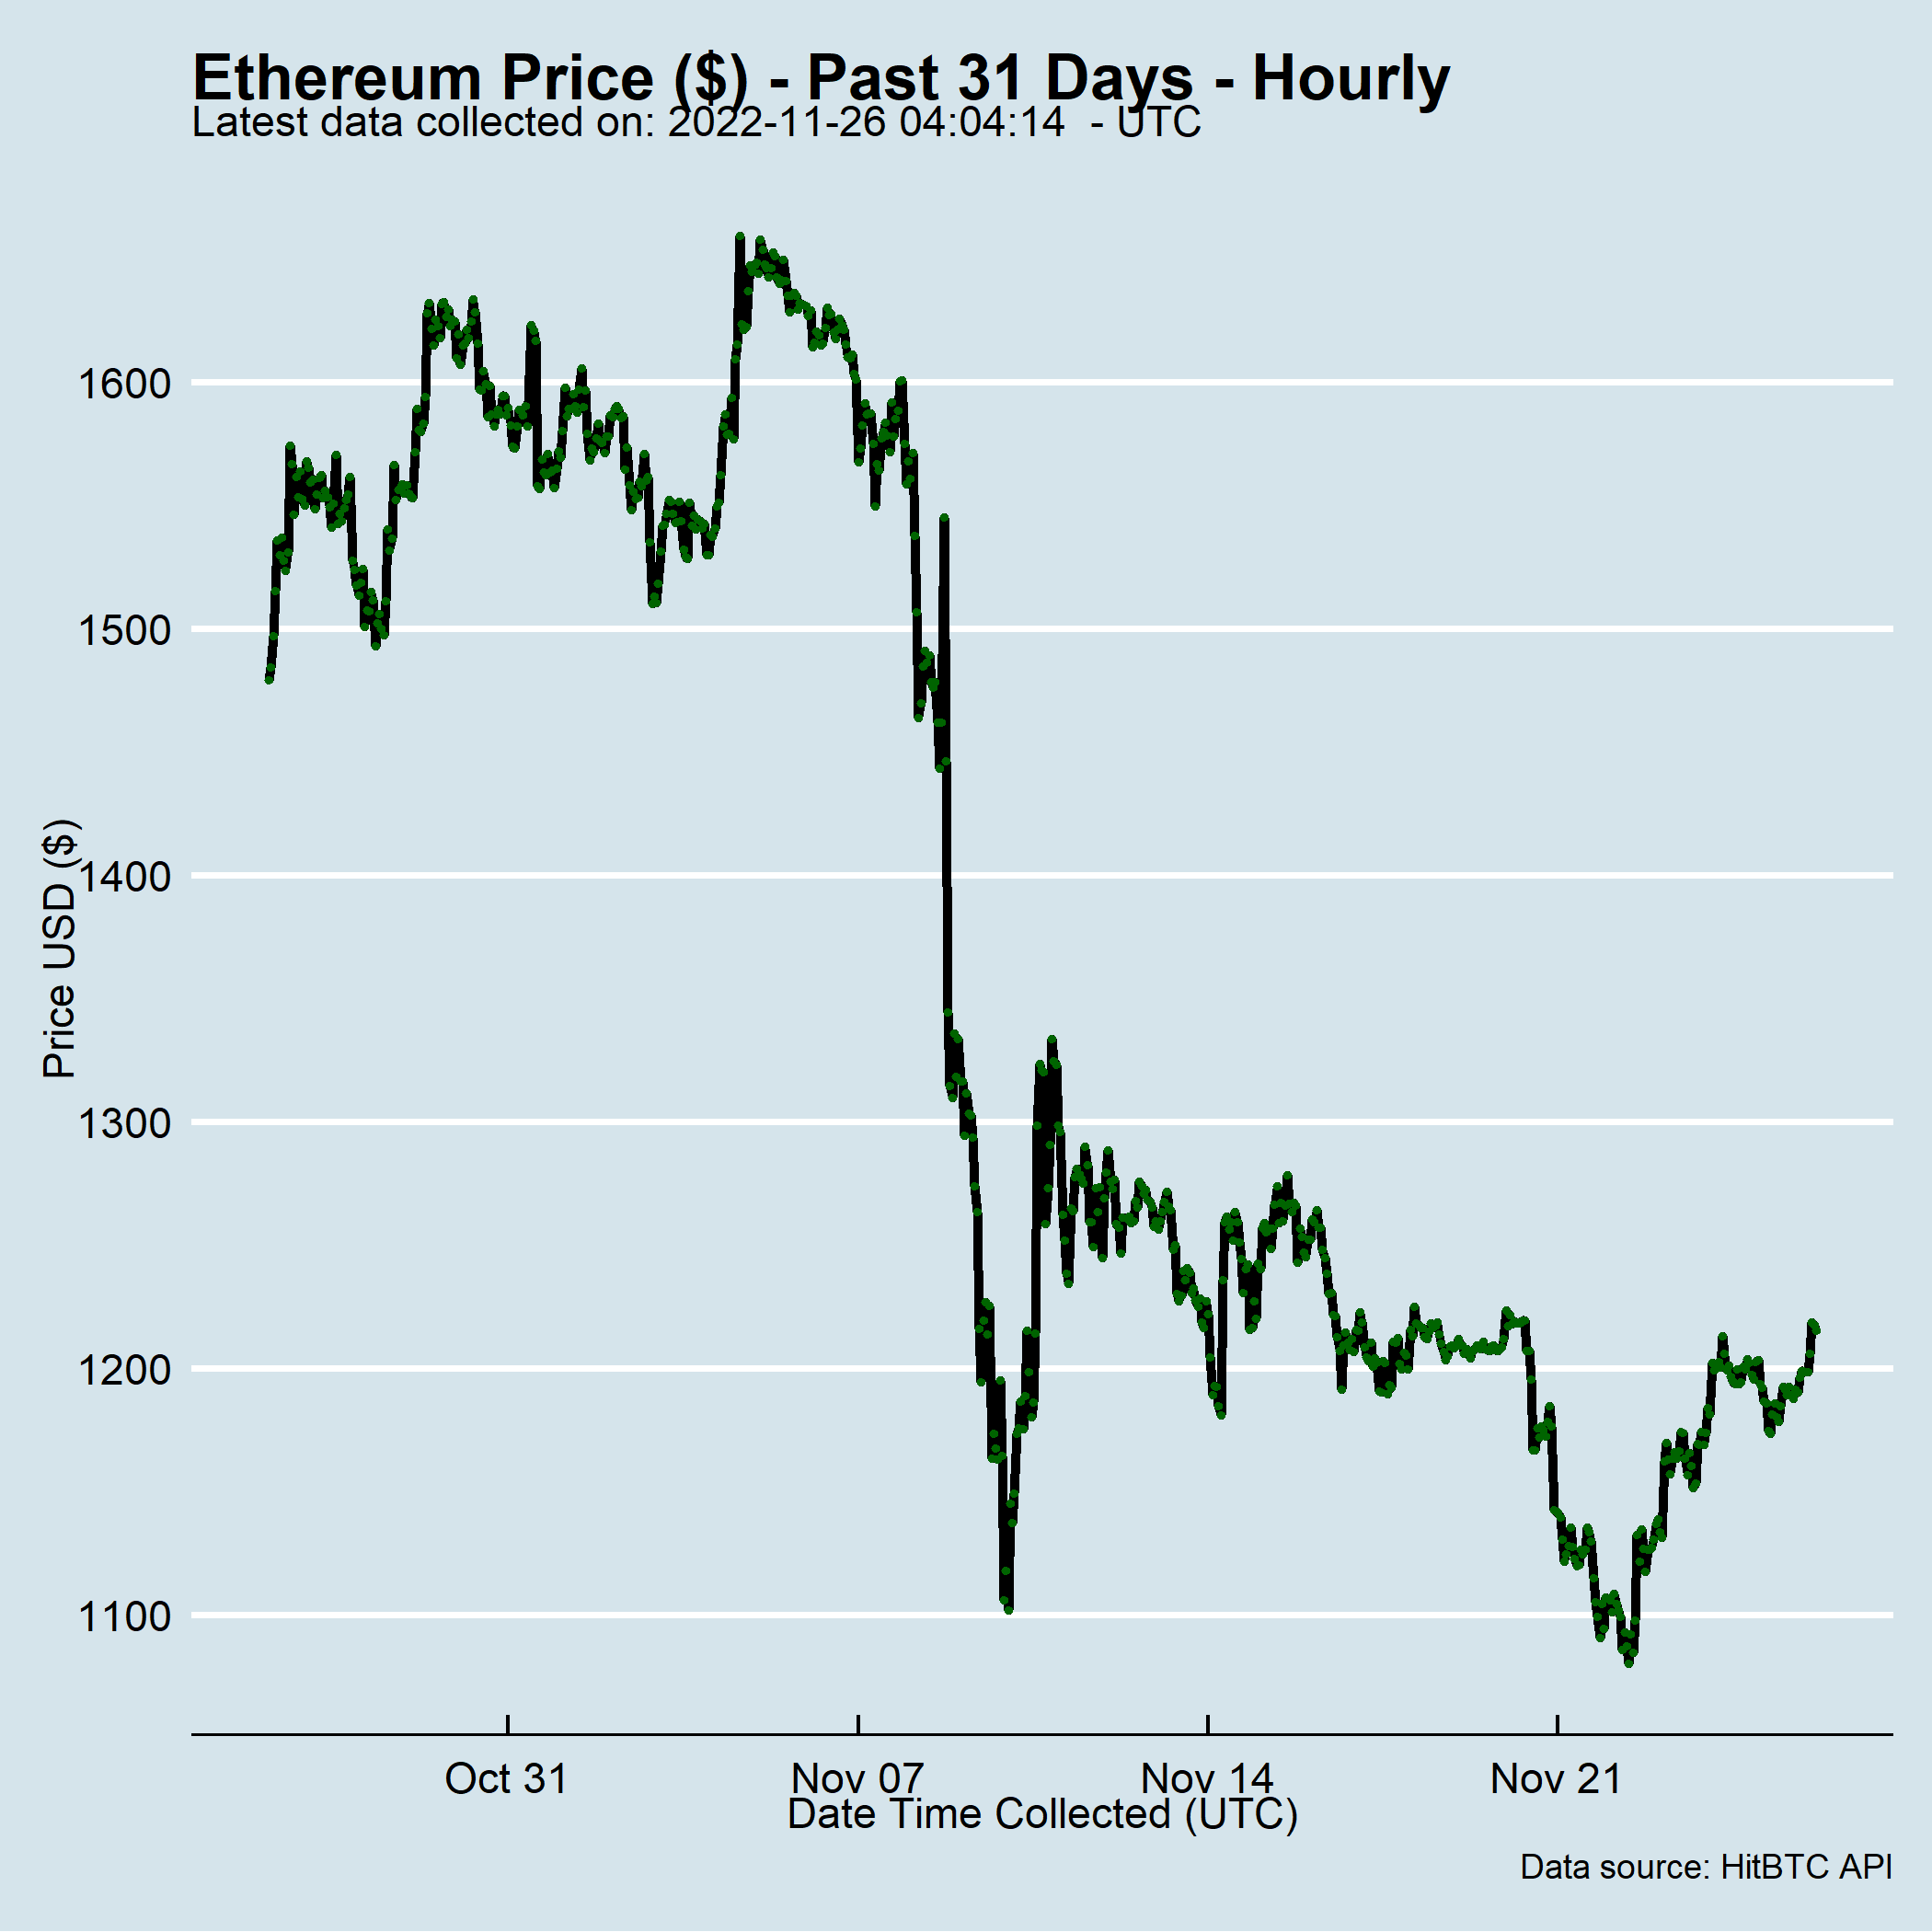 Ethereum Price ($) - Past 31 Days - Hourly
Latest data collected on: 2022-11-26 04:04:14  - UTC
1600
1500
1400
1300
1200
1100
Price USD ($)
Oct 31
Nov 07
Nov 14
Nov 21
Date Time Collected (UTC)
Data source: HitBTC API